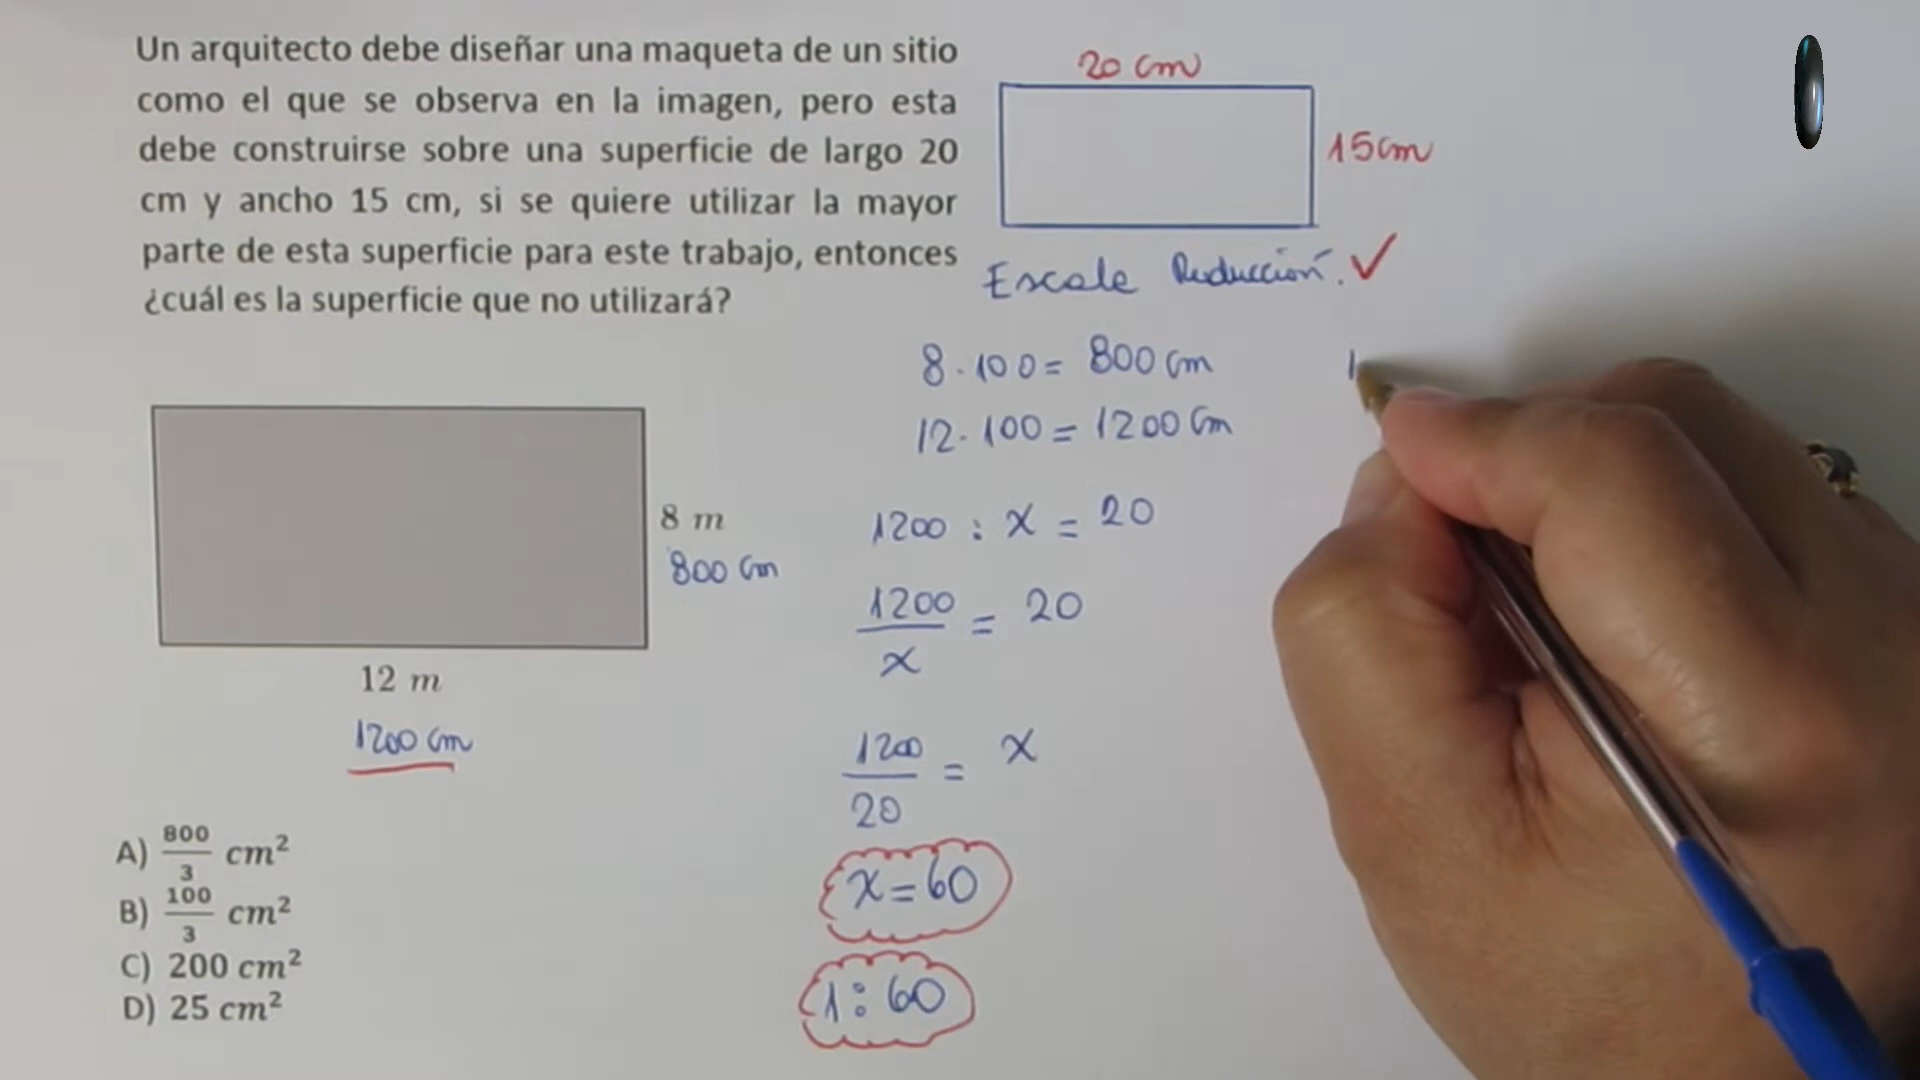 Un arquitecto debe diseñar una maqueta de un sitio
como el que se observa en la imagen, pero esta
debe construirse sobre una superficie de largo 20
cm y ancho 15 cm, si se quiere utilizar la mayor
parte de esta superficie para este trabajo, entonces
¿cuál es la superficie que no utilizará?
8 m
800 cm
12 m
1200 cm
A) 800/3 cm²
B) 100/3 cm²
C) 200 cm²
D) 25 cm²
20 cm
15cm
Escala Reducción. ✓
8 · 100 = 800 cm
12 · 100 = 1200 cm
1200 : x = 20
1200/x = 20
1200/20 = x
x = 60
1 : 60